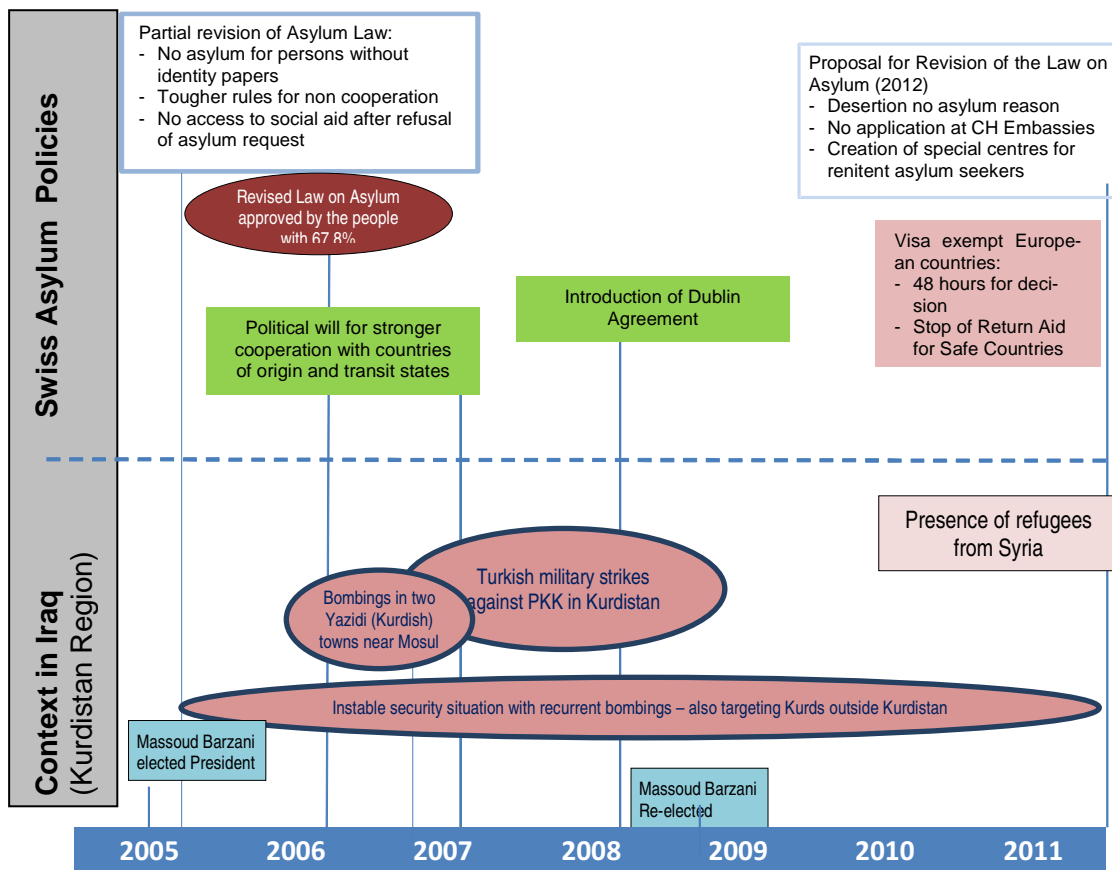 Swiss Asylum Policies
Partial revision of Asylum Law:
- No asylum for persons without
identity papers
- Tougher rules for non cooperation
- No access to social aid after refusal
of asylum request
Proposal for Revision of the Law on
Asylum (2012)
- Desertion no asylum reason
- No application at CH Embassies
- Creation of special centres for
renitent asylum seekers
Revised Law on Asylum
approved by the people
with 67.8%
Visa exempt Europe-
an countries:
- 48 hours for deci-
sion
- Stop of Return Aid
for Safe Countries
Introduction of Dublin
Agreement
Political will for stronger
cooperation with countries
of origin and transit states
Context in Iraq
(Kurdistan Region)
Presence of refugees
from Syria
Turkish military strikes
against PKK in Kurdistan
Bombings in two
Yazidi (Kurdish)
towns near Mosul
Instable security situation with recurrent bombings – also targeting Kurds outside Kurdistan
Massoud Barzani
elected President
Massoud Barzani
Re-elected
2005 2006 2007 2008 2009 2010 2011